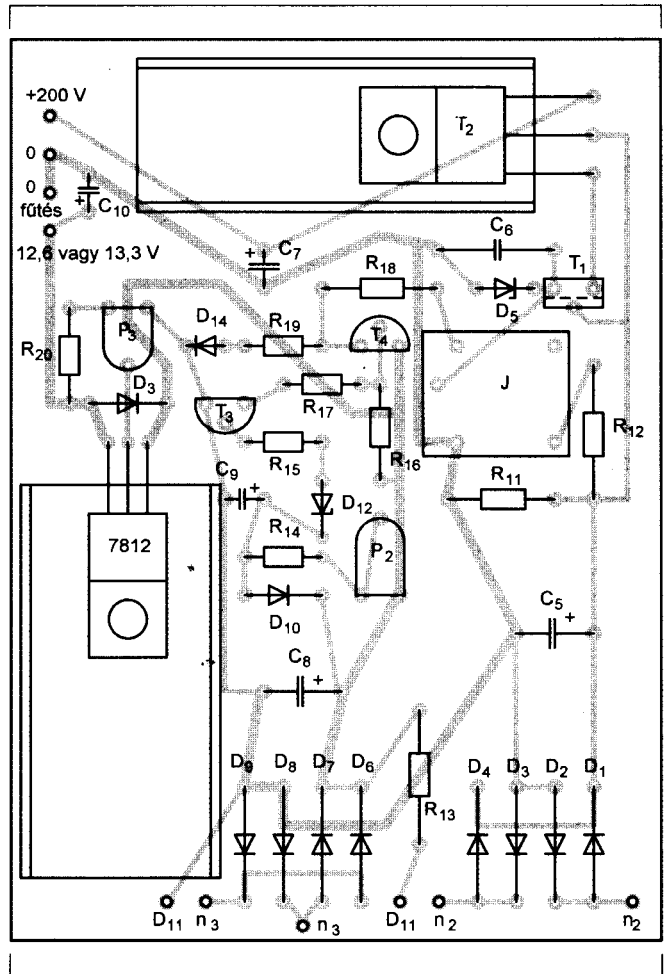 +200 V
T2
0
0
C10
fűtés
12,6 vagy 13,3 V
C7
C6
R18
T1
D5
P3
D14
R19
T4
R20
J
D3
T3
R17
R12
R15
R16
R11
C9
D12
7812
R14
P2
D10
C5
C8
D9
D8
D7
D6
D4
D3
D2
D1
R13
D11
n3
n3
D11
n2
n2